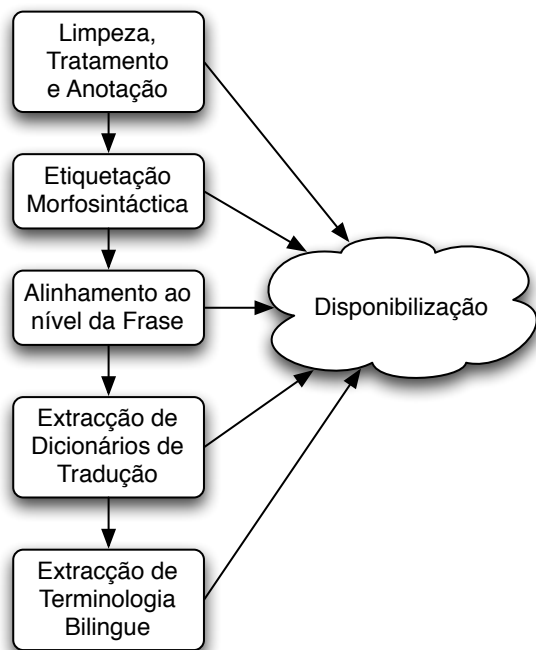 Limpeza,
Tratamento
e Anotação
Etiquetação
Morfosintáctica
Alinhamento ao
nível da Frase
Disponibilização
Extracção de
Dicionários de
Tradução
Extracção de
Terminologia
Bilingue